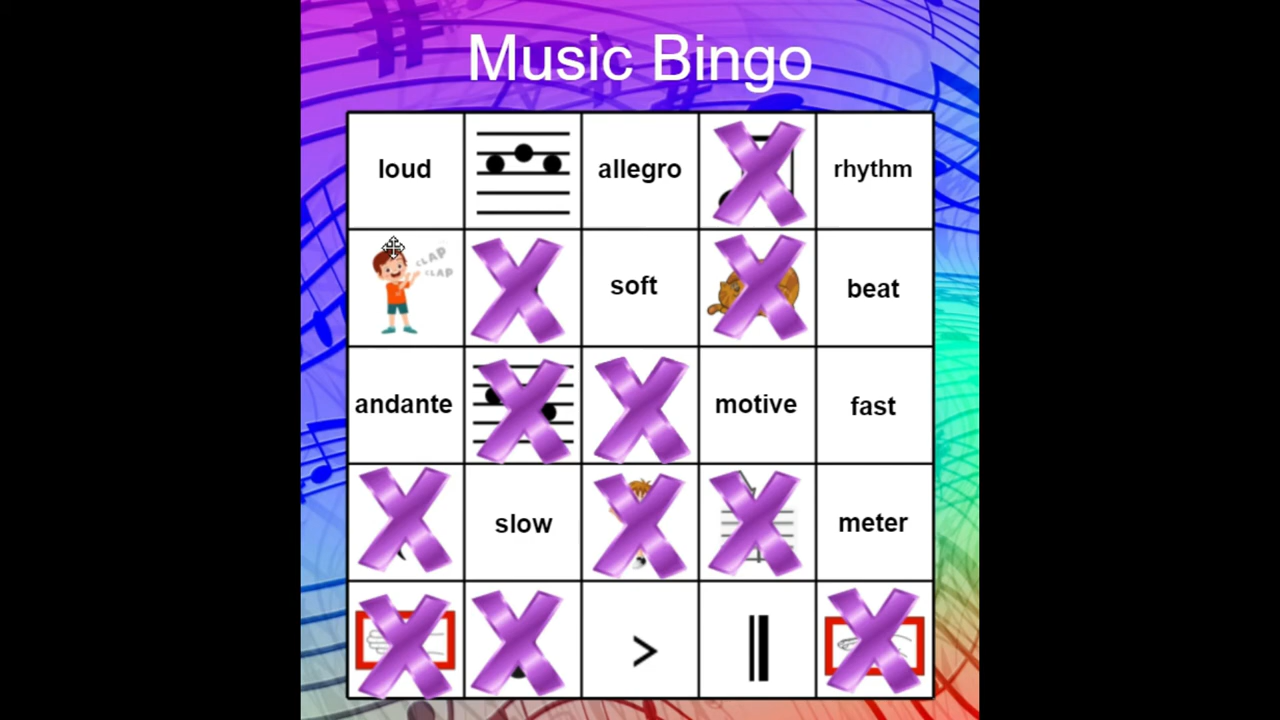 Music Bingo
loud
allegro
rhythm
CLAP
CLAP
soft
beat
andante
motive
fast
slow
meter
>